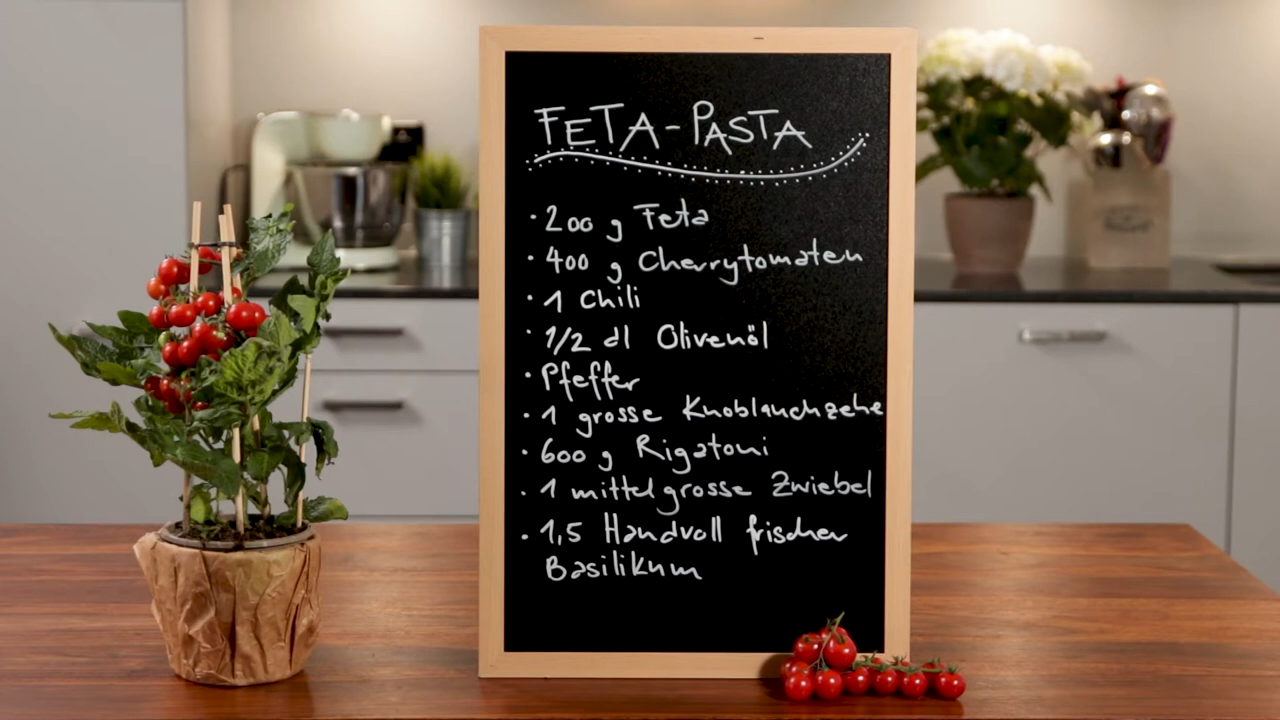 FETA-PASTA
· 200 g Feta
· 400 g Cherrytomaten
· 1 Chili
· 1/2 dl Olivenöl
· Pfeffer
· 1 grosse Knoblauchzehe
· 600 g Rigatoni
· 1 mittelgrosse Zwiebel
· 1,5 Handvoll frischer
Basilikum